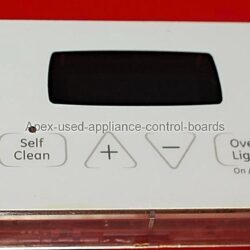 Apex-used-appliance-control-boards
Self
Clean
+
−
Ove
Lig
On